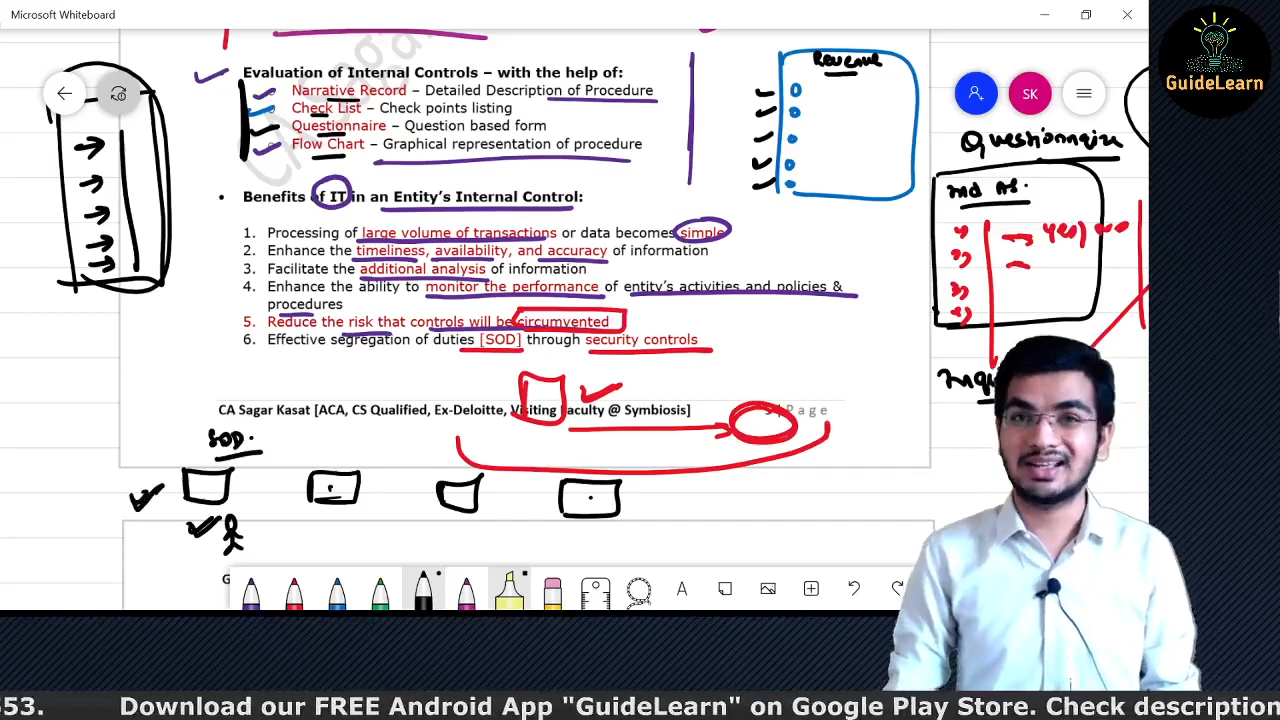 Microsoft Whiteboard
Evaluation of Internal Controls – with the help of:
Narrative Record – Detailed Description of Procedure
Check List – Check points listing
Questionnaire – Question based form
Flow Chart – Graphical representation of procedure
Revenue
GuideLearn
SK
Questionnaire
• Benefits of IT in an Entity's Internal Control:
1. Processing of large volume of transactions or data becomes simple
2. Enhance the timeliness, availability, and accuracy of information
3. Facilitate the additional analysis of information
4. Enhance the ability to monitor the performance of entity's activities and policies &
procedures
5. Reduce the risk that controls will be circumvented
6. Effective segregation of duties [SOD] through security controls
CA Sagar Kasat [ACA, CS Qualified, Ex-Deloitte, Visiting Faculty @ Symbiosis]
Page
SOD.
553. Download our FREE Android App "GuideLearn" on Google Play Store. Check description